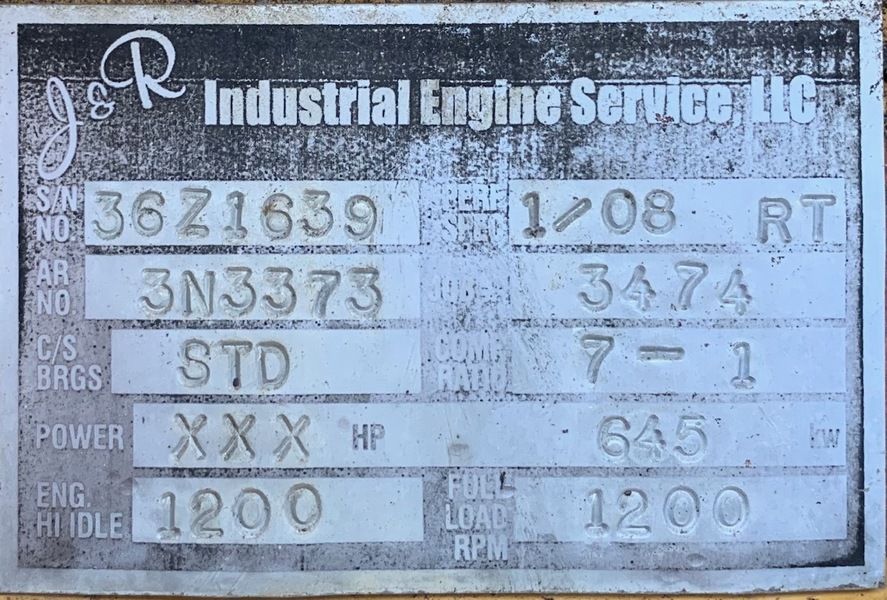 J & R Industrial Engine Service, LLC
S/N NO. 36Z1639 PERF SPEC 1/08 RT
AR NO. 3N3373 3474
C/S BRGS STD COMP RATIO 7-1
POWER XXX HP 645 kw
ENG. HI IDLE 1200 FULL LOAD RPM 1200